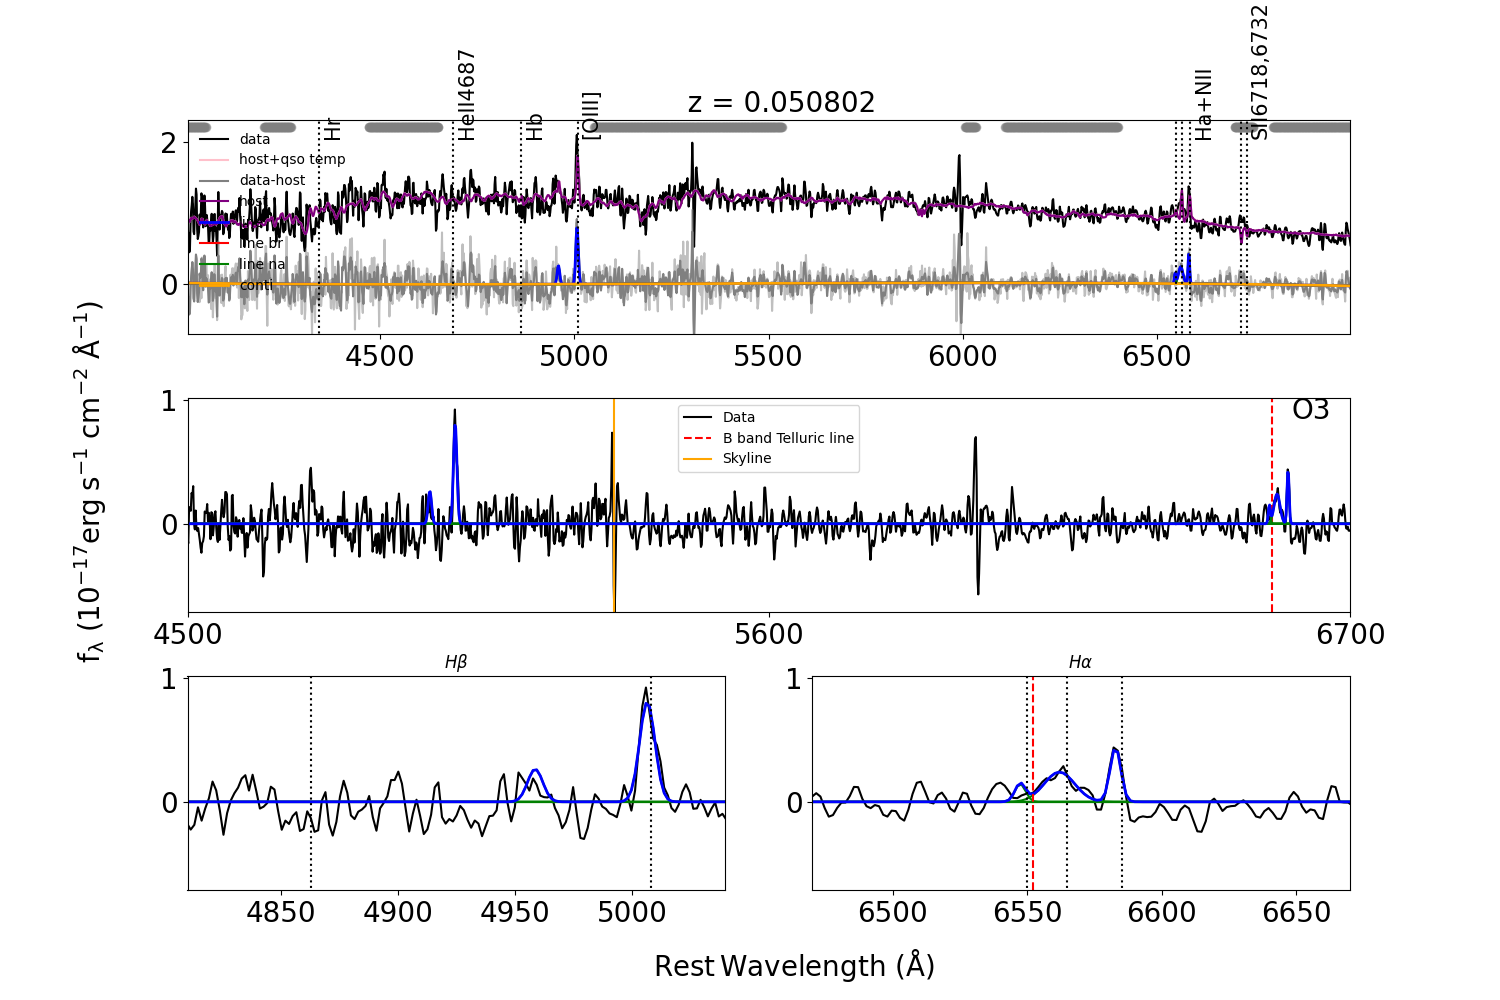 z = 0.050802
Hr
HeII4687
Hb
[OIII]
Ha+NII
SII6718,6732
data
host+qso temp
data-host
host
line br
line na
conti
2
0
4500
5000
5500
6000
6500
1
0
O3
Data
B band Telluric line
Skyline
4500
5600
6700
fλ (10−17erg s−1 cm−2 Å−1)
Hβ
1
0
4850
4900
4950
5000
Hα
1
0
6500
6550
6600
6650
Rest Wavelength (Å)